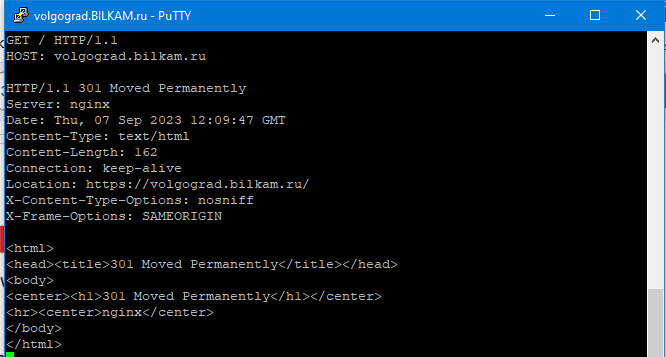 volgograd.BILKAM.ru - PuTTY
GET / HTTP/1.1
HOST: volgograd.bilkam.ru

HTTP/1.1 301 Moved Permanently
Server: nginx
Date: Thu, 07 Sep 2023 12:09:47 GMT
Content-Type: text/html
Content-Length: 162
Connection: keep-alive
Location: https://volgograd.bilkam.ru/
X-Content-Type-Options: nosniff
X-Frame-Options: SAMEORIGIN

<html>
<head><title>301 Moved Permanently</title></head>
<body>
<center><h1>301 Moved Permanently</h1></center>
<hr><center>nginx</center>
</body>
</html>